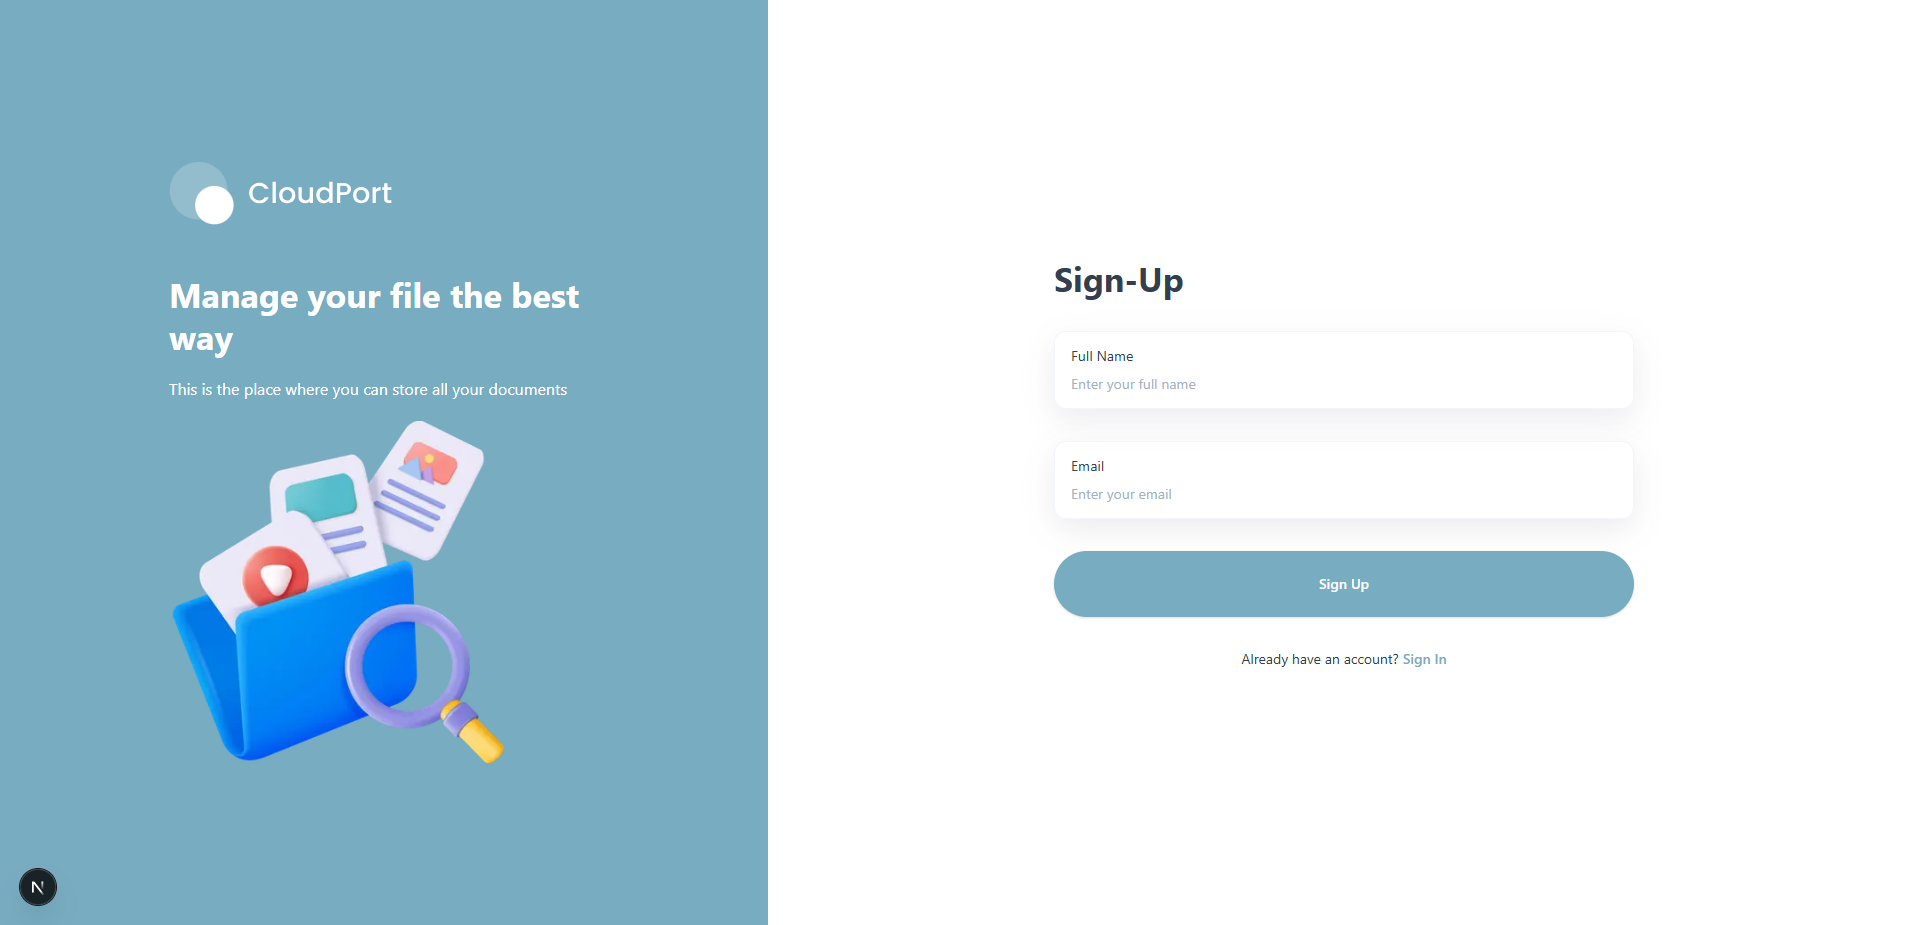 CloudPort
Manage your file the best
way
This is the place where you can store all your documents
N
Sign-Up
Full Name
Enter your full name
Email
Enter your email
Sign Up
Already have an account? Sign In